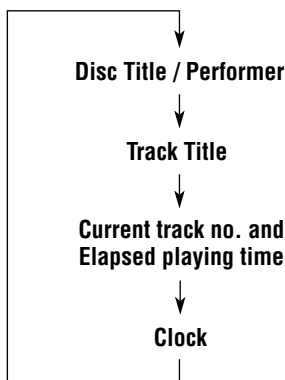 Disc Title / Performer
Track Title
Current track no. and
Elapsed playing time
Clock